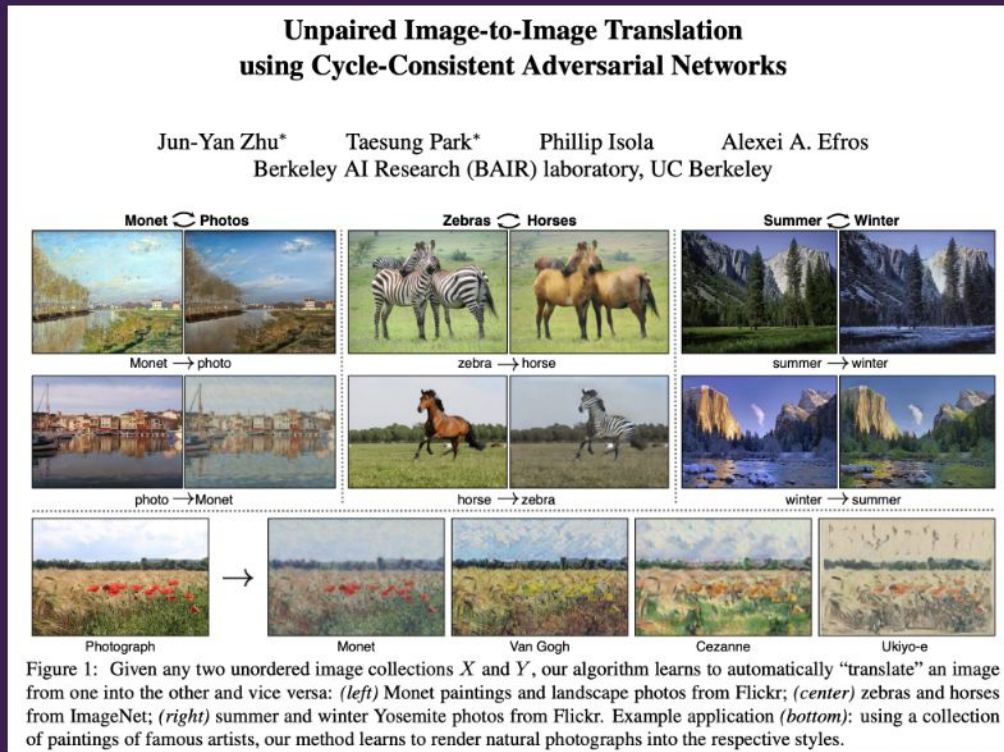 Unpaired Image-to-Image Translation
using Cycle-Consistent Adversarial Networks
Jun-Yan Zhu* Taesung Park* Phillip Isola Alexei A. Efros
Berkeley AI Research (BAIR) laboratory, UC Berkeley
Monet Photos
Zebras Horses
Summer Winter
Monet → photo
zebra → horse
summer → winter
photo → Monet
horse → zebra
winter → summer
→
Photograph Monet Van Gogh Cezanne Ukiyo-e
Figure 1: Given any two unordered image collections X and Y, our algorithm learns to automatically “translate” an image
from one into the other and vice versa: (left) Monet paintings and landscape photos from Flickr; (center) zebras and horses
from ImageNet; (right) summer and winter Yosemite photos from Flickr. Example application (bottom): using a collection
of paintings of famous artists, our method learns to render natural photographs into the respective styles.